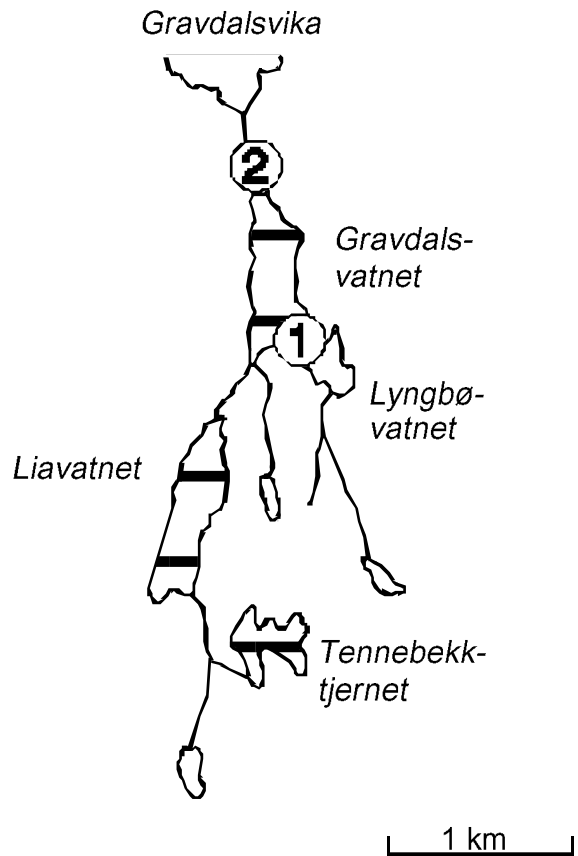 Gravdalsvika
2
Gravdals-
vatnet
1
Lyngbø-
vatnet
Liavatnet
Tennebekk-
tjernet
1 km